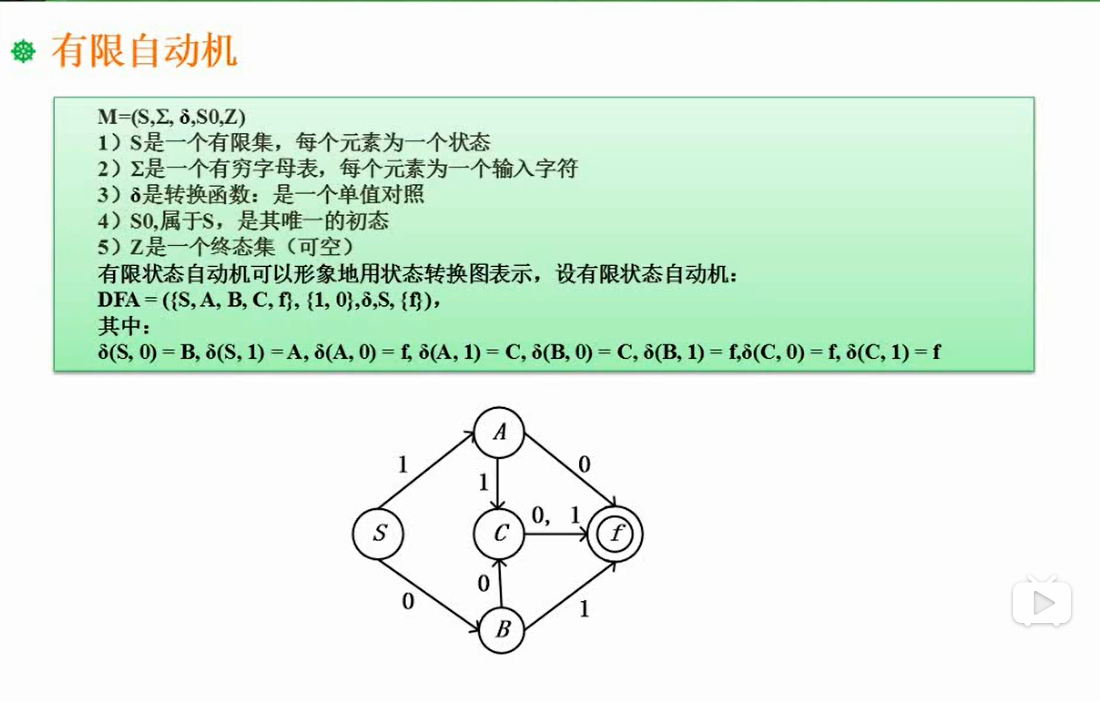 有限自动机
M=(S,Σ, δ,S0,Z)
1）S是一个有限集，每个元素为一个状态
2）Σ是一个有穷字母表，每个元素为一个输入字符
3）δ是转换函数：是一个单值对照
4）S0,属于S，是其唯一的初态
5）Z是一个终态集（可空）
有限状态自动机可以形象地用状态转换图表示，设有限状态自动机：
DFA = ({S, A, B, C, f}, {1, 0},δ,S, {f})，
其中：
δ(S, 0) = B, δ(S, 1) = A, δ(A, 0) = f, δ(A, 1) = C, δ(B, 0) = C, δ(B, 1) = f,δ(C, 0) = f, δ(C, 1) = f
A
1
0
1
0，1
S
C
f
0
0
1
B